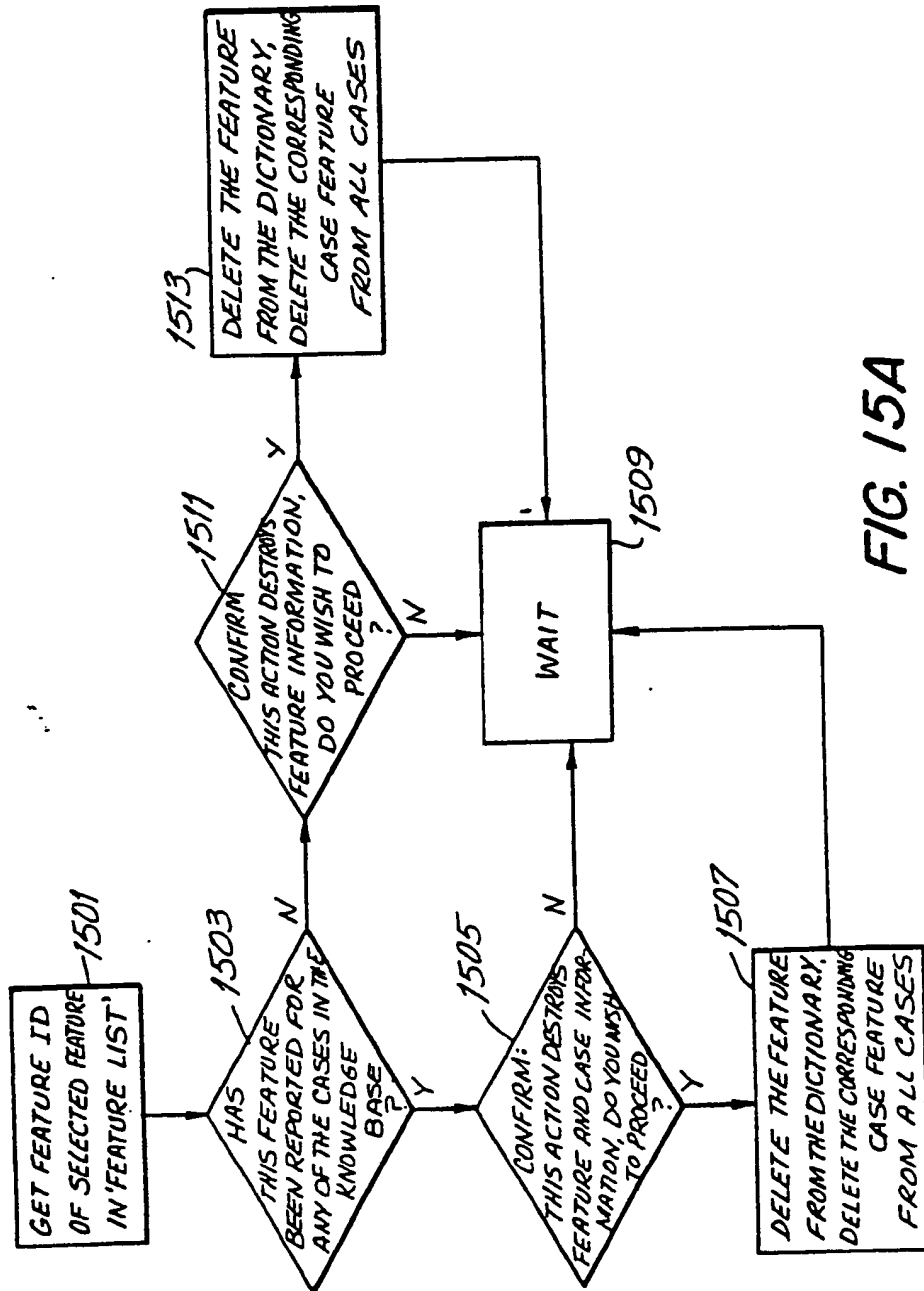 GET FEATURE ID
OF SELECTED FEATURE
IN 'FEATURE LIST'
1501
HAS
THIS FEATURE
BEEN REPORTED FOR
ANY OF THE CASES IN THE
KNOWLEDGE
BASE
?
1503
N
Y
CONFIRM
THIS ACTION DESTROYS
FEATURE INFORMATION,
DO YOU WISH TO
PROCEED
?
1511
Y
N
DELETE THE FEATURE
FROM THE DICTIONARY,
DELETE THE CORRESPONDING
CASE FEATURE
FROM ALL CASES
1513
CONFIRM:
THIS ACTION DESTROYS
FEATURE AND CASE INFOR-
MATION, DO YOU WISH
TO PROCEED
?
1505
N
Y
WAIT
1509
DELETE THE FEATURE
FROM THE DICTIONARY,
DELETE THE CORRESPONDING
CASE FEATURE
FROM ALL CASES
1507
FIG. 15A